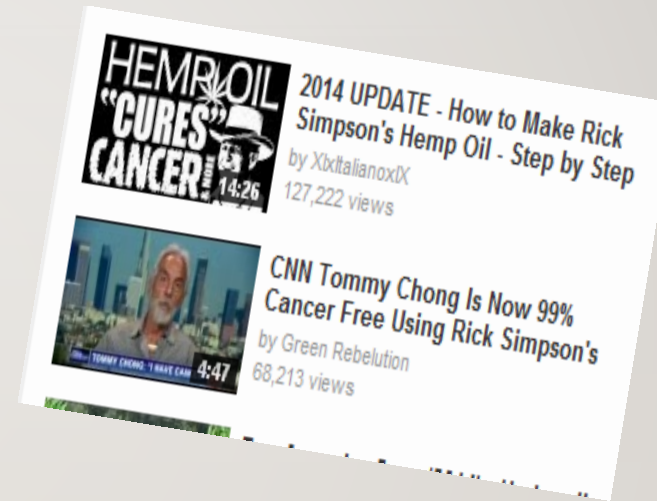 HEMP OIL
"CURES"
CANCER
& MORE
14:26
2014 UPDATE - How to Make Rick
Simpson's Hemp Oil - Step by Step
by XIxItalianoxIX
127,222 views
TOMMY CHONG: "I HAVE CAN
4:47
CNN Tommy Chong Is Now 99%
Cancer Free Using Rick Simpson's
by Green Rebelution
68,213 views